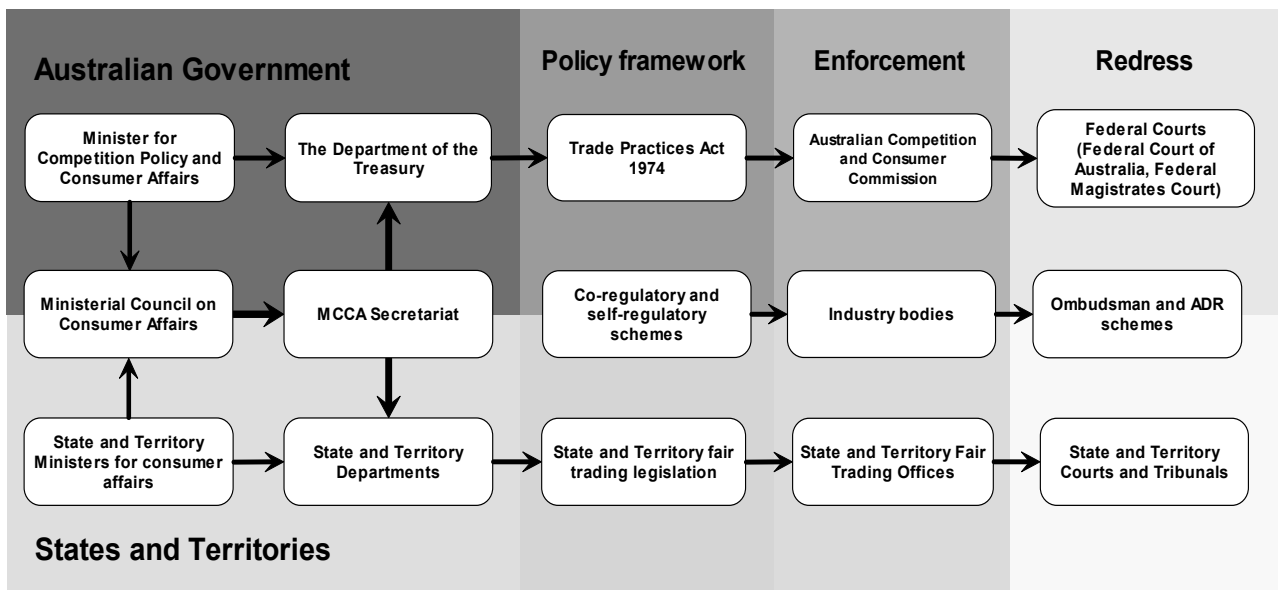 Australian Government
Policy framework
Enforcement
Redress
Minister for
Competition Policy and
Consumer Affairs
The Department of the
Treasury
Trade Practices Act
1974
Australian Competition
and Consumer
Commission
Federal Courts
(Federal Court of
Australia, Federal
Magistrates Court)
Ministerial Council on
Consumer Affairs
MCCA Secretariat
Co-regulatory and
self-regulatory
schemes
Industry bodies
Ombudsman and ADR
schemes
State and Territory
Ministers for consumer
affairs
State and Territory
Departments
State and Territory fair
trading legislation
State and Territory Fair
Trading Offices
State and Territory
Courts and Tribunals
States and Territories